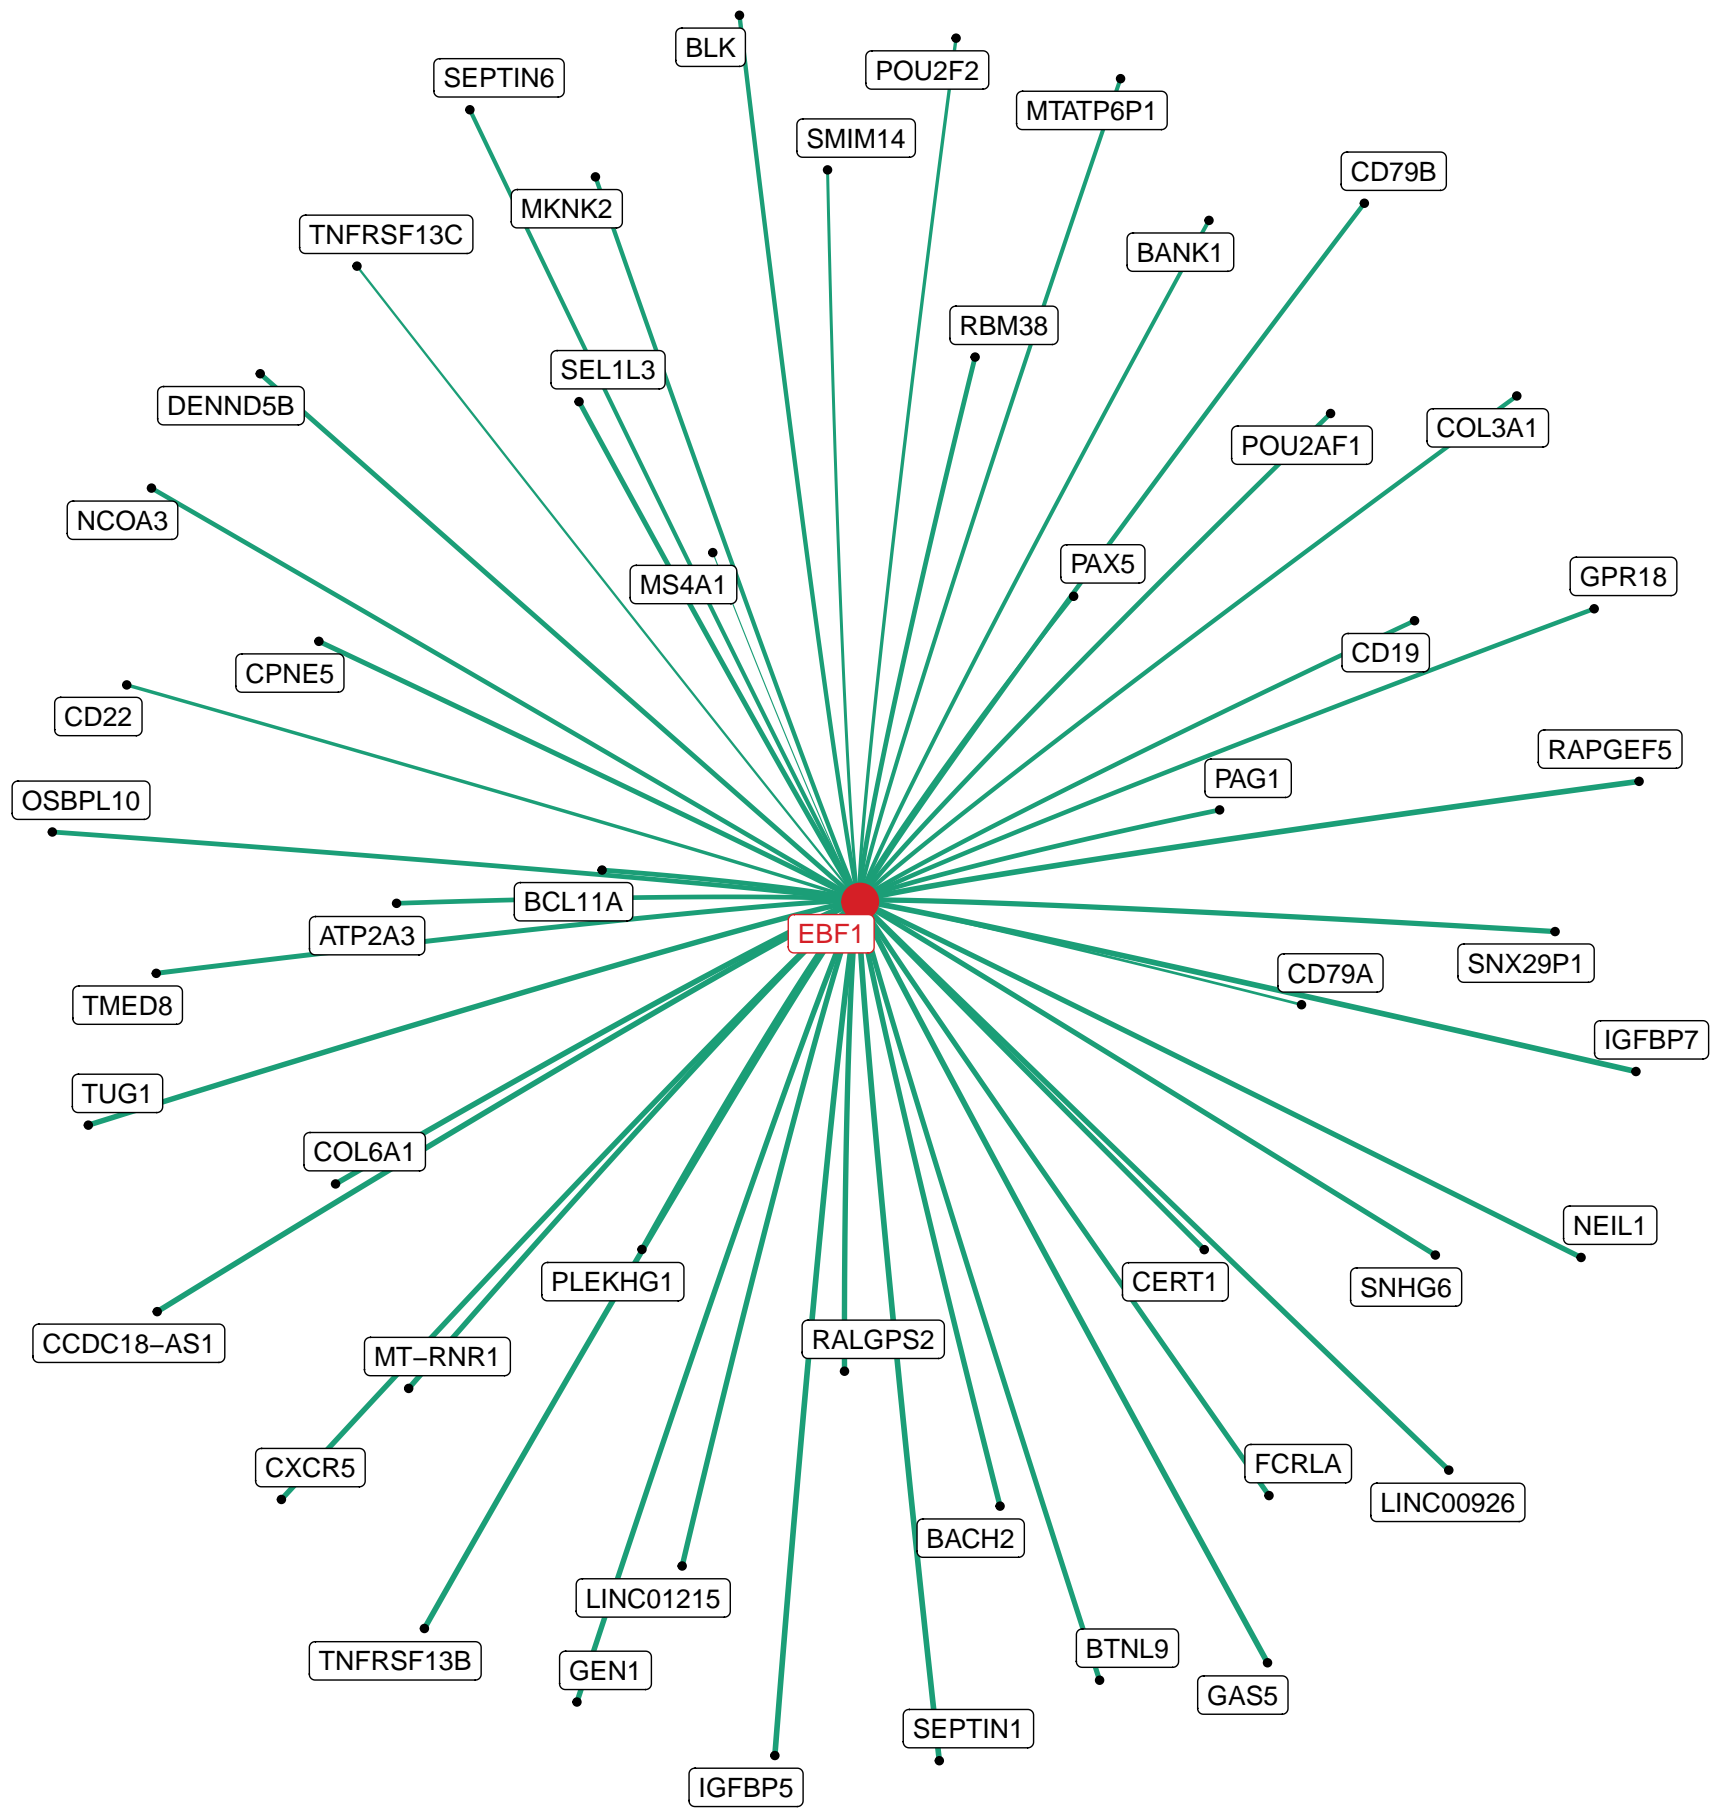 BLK
POU2F2
SEPTIN6
MTATP6P1
SMIM14
CD79B
MKNK2
TNFRSF13C
BANK1
RBM38
SEL1L3
DENND5B
COL3A1
POU2AF1
NCOA3
PAX5
GPR18
MS4A1
CD19
CPNE5
CD22
RAPGEF5
PAG1
OSBPL10
BCL11A
EBF1
ATP2A3
SNX29P1
CD79A
TMED8
IGFBP7
TUG1
COL6A1
NEIL1
PLEKHG1
CERT1
SNHG6
RALGPS2
CCDC18−AS1
MT−RNR1
FCRLA
CXCR5
LINC00926
BACH2
LINC01215
BTNL9
TNFRSF13B
GEN1
GAS5
SEPTIN1
IGFBP5